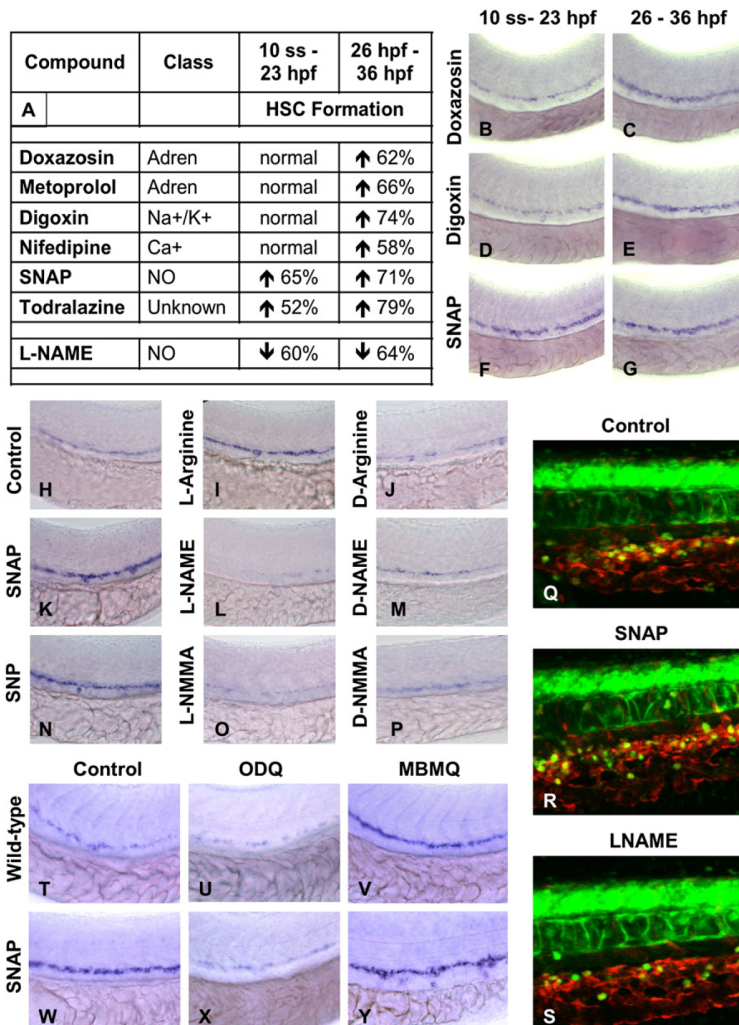 Compound Class 10 ss - 23 hpf 26 hpf - 36 hpf
A HSC Formation
Doxazosin Adren normal ↑ 62%
Metoprolol Adren normal ↑ 66%
Digoxin Na+/K+ normal ↑ 74%
Nifedipine Ca+ normal ↑ 58%
SNAP NO ↑ 65% ↑ 71%
Todralazine Unknown ↑ 52% ↑ 79%
L-NAME NO ↓ 60% ↓ 64%
10 ss- 23 hpf 26 - 36 hpf
Doxazosin
B C
Digoxin
D E
SNAP
F G
Control
H
L-Arginine
I
D-Arginine
J
SNAP
K
L-NAME
L
D-NAME
M
SNP
N
L-NMMA
O
D-NMMA
P
Control
Q
SNAP
R
LNAME
S
Control ODQ MBMQ
Wild-type
T U V
SNAP
W X Y